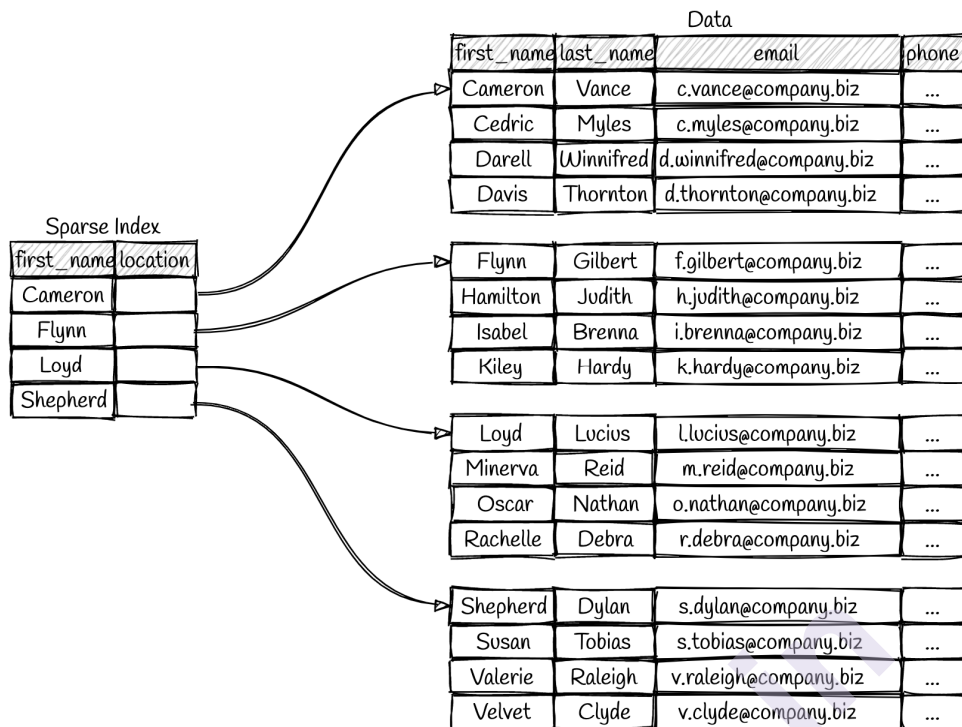 Data
first_name last_name email phone
Cameron Vance c.vance@company.biz ...
Cedric Myles c.myles@company.biz ...
Darell Winnifred d.winnifred@company.biz ...
Davis Thornton d.thornton@company.biz ...
Sparse Index
first_name location
Cameron
Flynn
Loyd
Shepherd
Flynn Gilbert f.gilbert@company.biz ...
Hamilton Judith h.judith@company.biz ...
Isabel Brenna i.brenna@company.biz ...
Kiley Hardy k.hardy@company.biz ...
Loyd Lucius l.lucius@company.biz ...
Minerva Reid m.reid@company.biz ...
Oscar Nathan o.nathan@company.biz ...
Rachelle Debra r.debra@company.biz ...
Shepherd Dylan s.dylan@company.biz ...
Susan Tobias s.tobias@company.biz ...
Valerie Raleigh v.raleigh@company.biz ...
Velvet Clyde v.clyde@company.biz ...